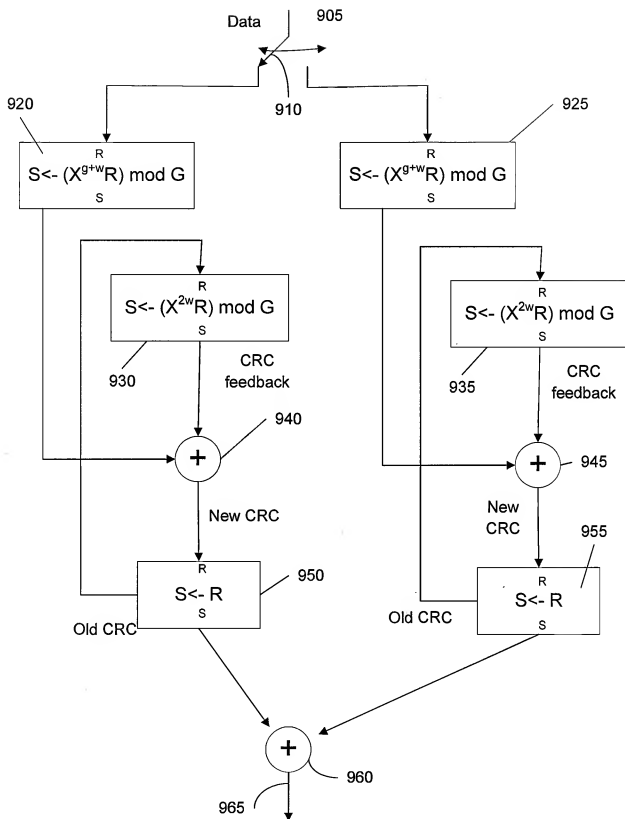 Data 905
910
920
925
R
S<- (X^{g+w}R) mod G
S
R
S<- (X^{g+w}R) mod G
S
R
S<- (X^{2w}R) mod G
S
R
S<- (X^{2w}R) mod G
S
930
CRC
feedback
935
CRC
feedback
940
+
945
+
New CRC
New
CRC
955
950
R
S<- R
S
R
S<- R
S
Old CRC
Old CRC
+
960
965